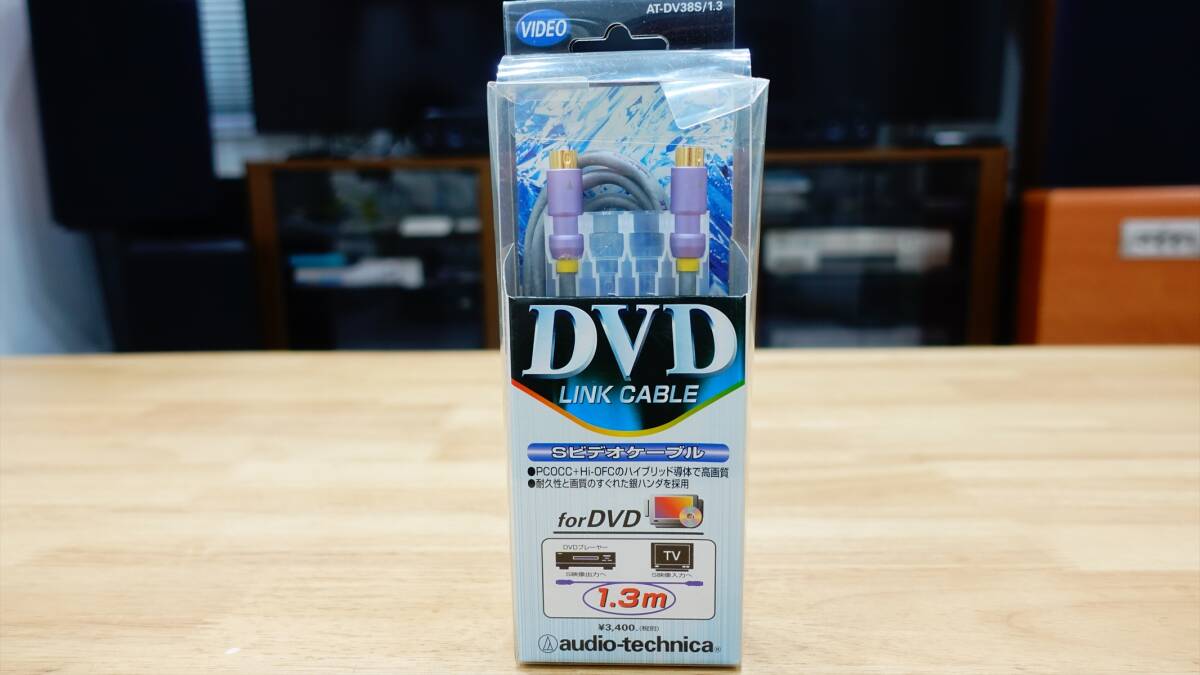 AT-DV38S/1.3
VIDEO
DVD
LINK CABLE
Sビデオケーブル
●PCOCC+Hi-OFCのハイブリッド導体で高画質
●耐久性と画質のすぐれた銀ハンダを採用
for DVD
DVDプレーヤー
TV
S映像出力へ
S映像入力へ
1.3m
¥3,400.(税別)
audio-technica®